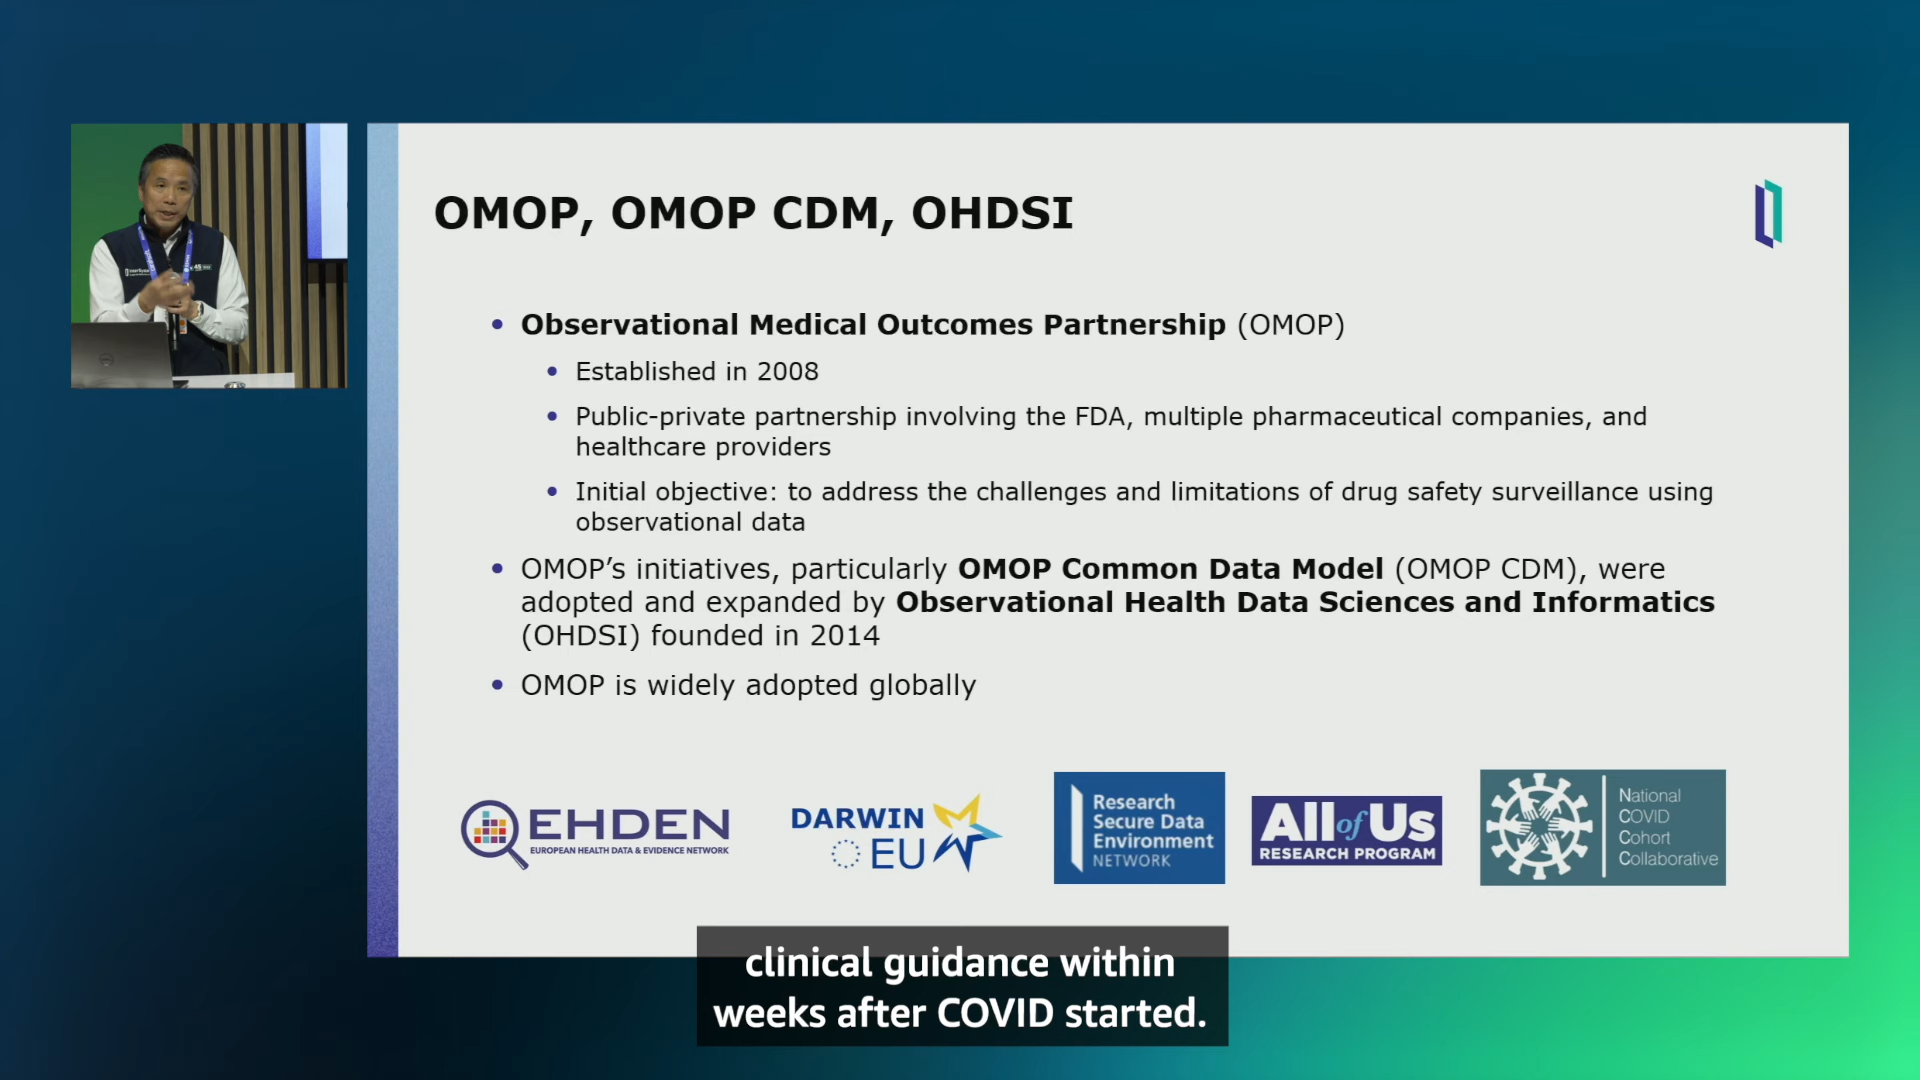 OMOP, OMOP CDM, OHDSI
• Observational Medical Outcomes Partnership (OMOP)
• Established in 2008
• Public-private partnership involving the FDA, multiple pharmaceutical companies, and
healthcare providers
• Initial objective: to address the challenges and limitations of drug safety surveillance using
observational data
• OMOP’s initiatives, particularly OMOP Common Data Model (OMOP CDM), were
adopted and expanded by Observational Health Data Sciences and Informatics
(OHDSI) founded in 2014
• OMOP is widely adopted globally
EHDEN
EUROPEAN HEALTH DATA & EVIDENCE NETWORK
DARWIN
EU
Research
Secure Data
Environment
NETWORK
All of Us
RESEARCH PROGRAM
National
COVID
Cohort
Collaborative
clinical guidance within
weeks after COVID started.